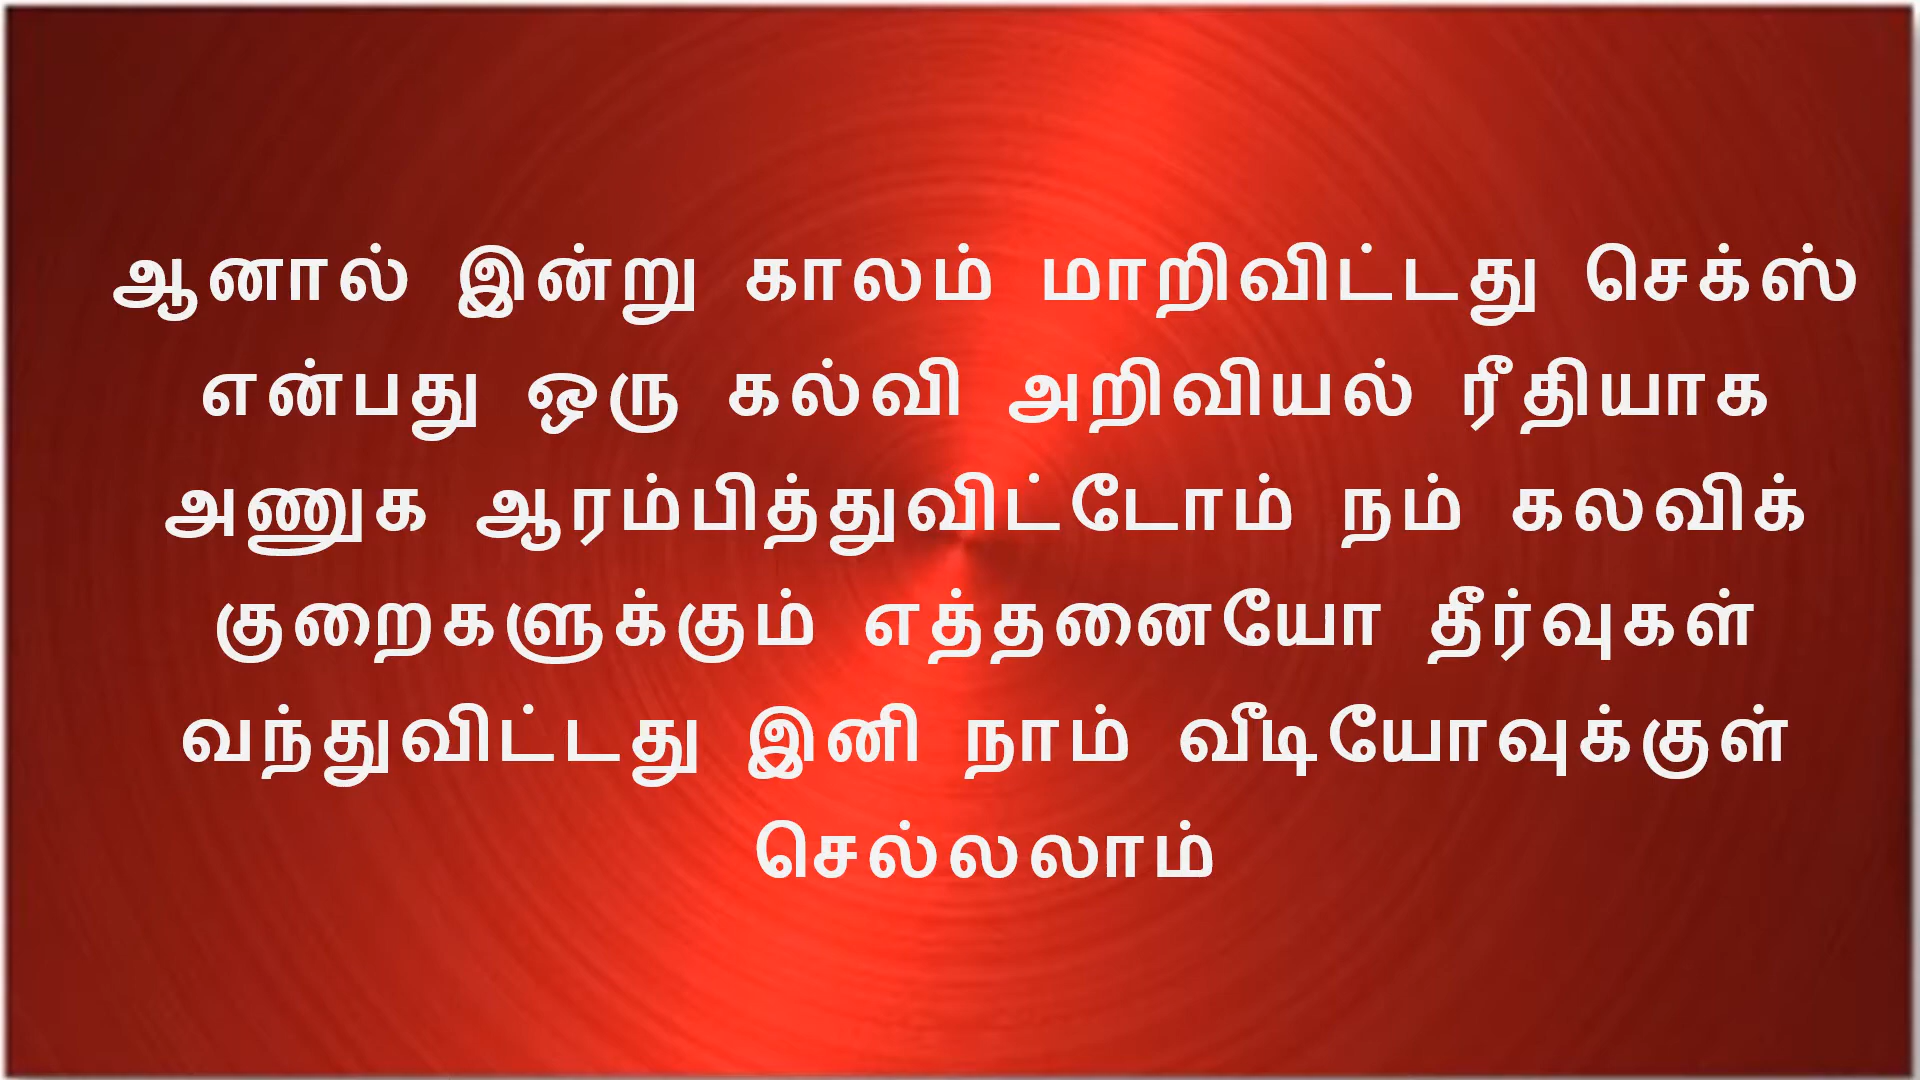 ஆனால் இன்று காலம் மாறிவிட்டது செக்ஸ்
என்பது ஒரு கல்வி அறிவியல் ரீதியாக
அணுக ஆரம்பித்துவிட்டோம் நம் கலவிக்
குறைகளுக்கும் எத்தனையோ தீர்வுகள்
வந்துவிட்டது இனி நாம் வீடியோவுக்குள்
செல்லலாம்